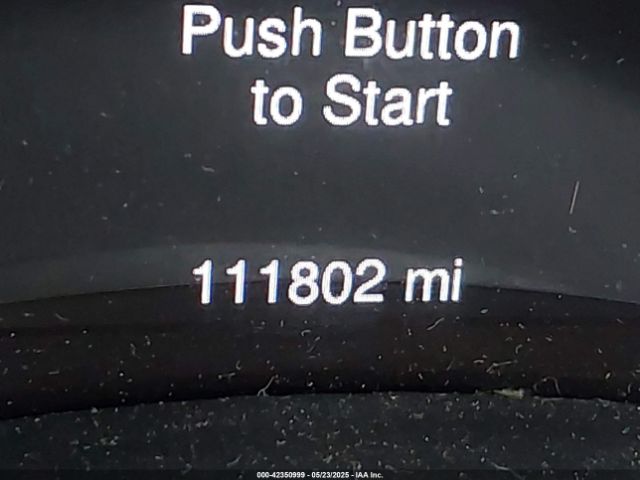 Push Button
to Start
111802 mi
000-42350999 - 05/23/2025 - IAA Inc.